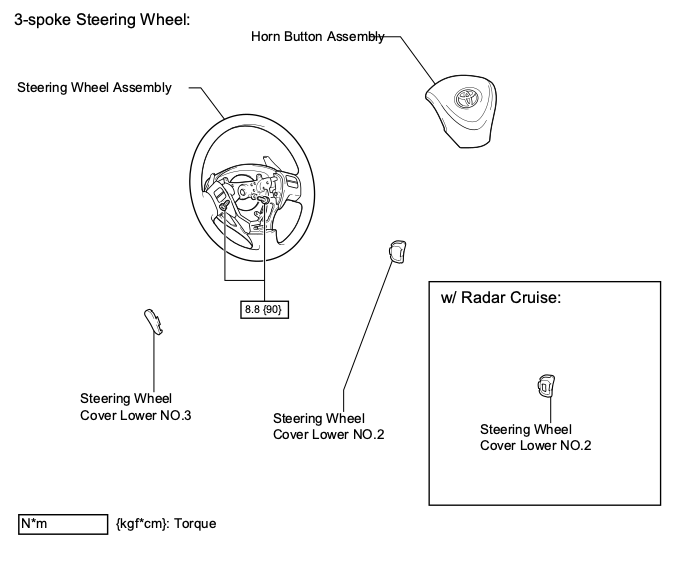 3-spoke Steering Wheel:
Horn Button Assembly
Steering Wheel Assembly
8.8 {90}
w/ Radar Cruise:
Steering Wheel
Cover Lower NO.3
Steering Wheel
Cover Lower NO.2
Steering Wheel
Cover Lower NO.2
N*m
{kgf*cm}: Torque